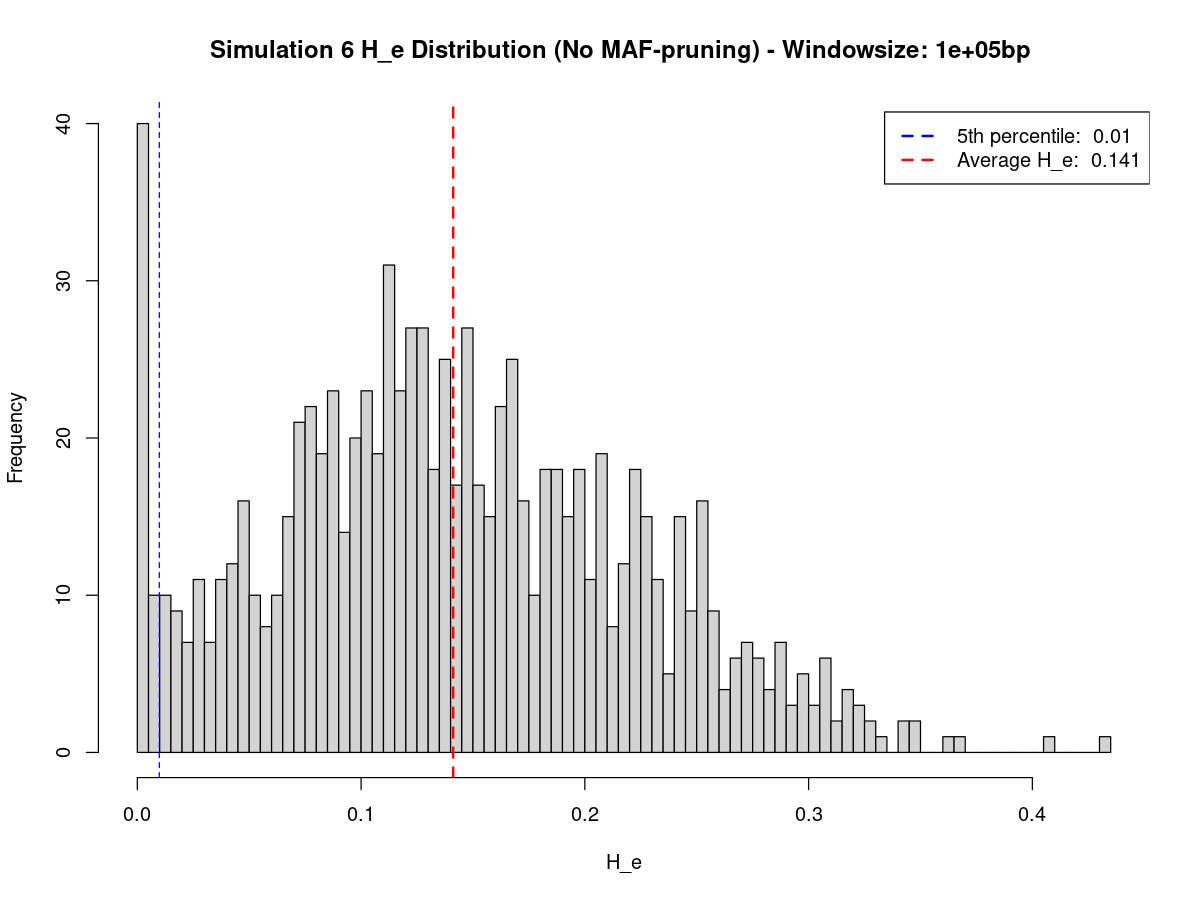 Simulation 6 H_e Distribution (No MAF-pruning) - Windowsize: 1e+05bp
5th percentile: 0.01
Average H_e: 0.141
Frequency
40
30
20
10
0
0.0 0.1 0.2 0.3 0.4
H_e